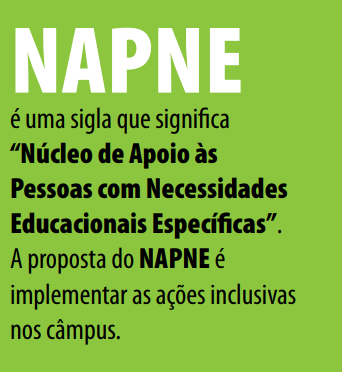 NAPNE
é uma sigla que significa
“Núcleo de Apoio às
Pessoas com Necessidades
Educacionais Específicas”.
A proposta do NAPNE é
implementar as ações inclusivas
nos câmpus.